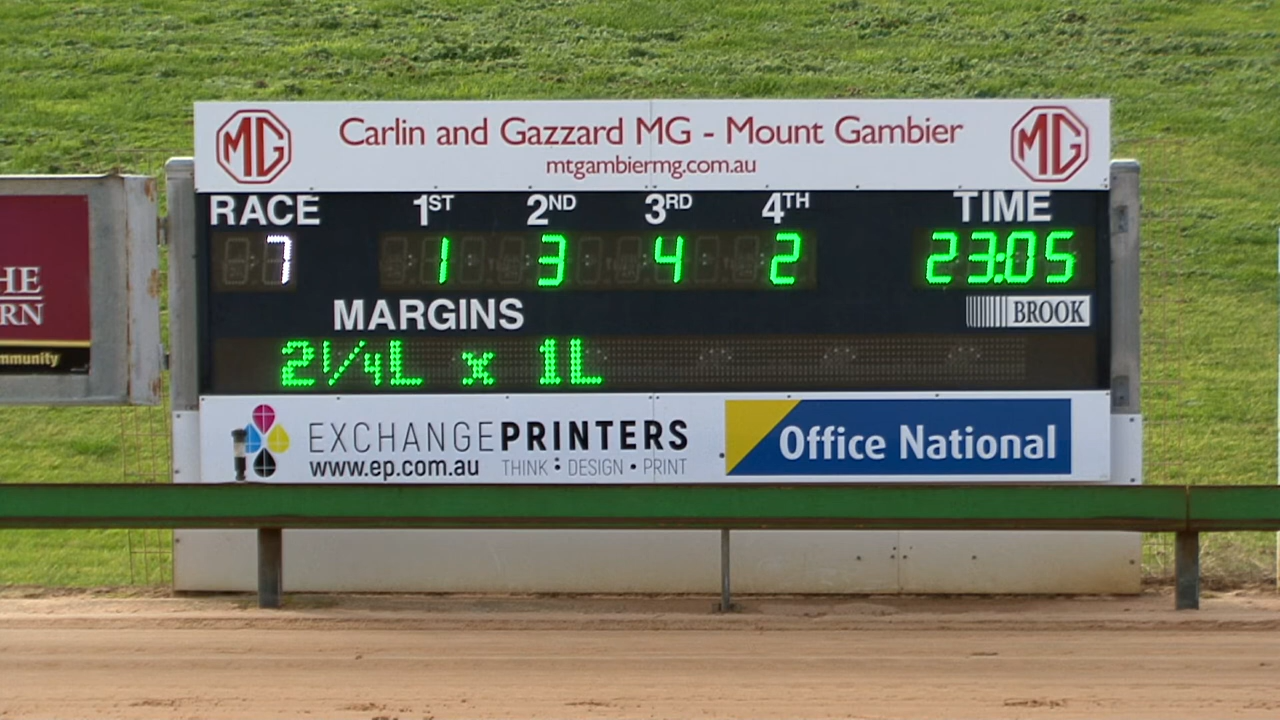 MG Carlin and Gazzard MG - Mount Gambier MG
mtgambiermg.com.au
RACE 1ST 2ND 3RD 4TH TIME
7 1 3 4 2 23:05
MARGINS
BROOK
2¼L x 1L
HE
RN
mmunity
EXCHANGEPRINTERS
www.ep.com.au THINK : DESIGN • PRINT
Office National